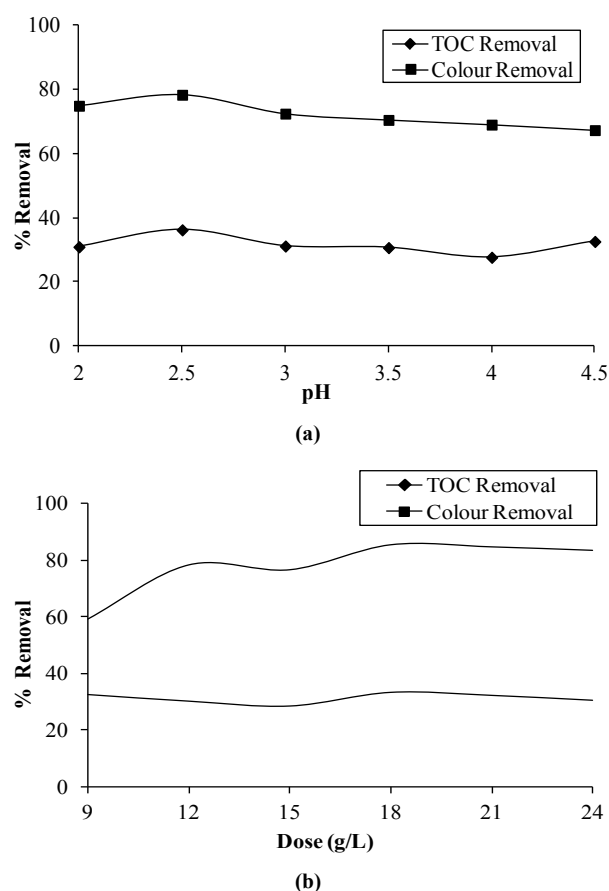 100
80
60
40
20
0
% Removal
TOC Removal
Colour Removal
2 2.5 3 3.5 4 4.5
pH
(a)
TOC Removal
Colour Removal
100
80
60
40
20
0
% Removal
9 12 15 18 21 24
Dose (g/L)
(b)